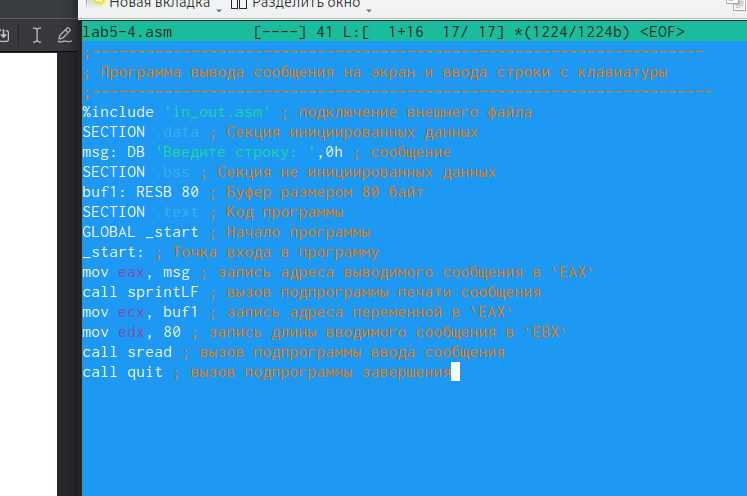 Новая вкладка Разделить окно
lab5-4.asm [----] 41 L:[ 1+16 17/ 17] *(1224/1224b) <EOF>
;--------------------------------------------------------------------
; Программа вывода сообщения на экран и ввода строки с клавиатуры
;---------------------------------------------------------------------
%include 'in_out.asm' ; подключение внешнего файла
SECTION .data ; Секция инициированных данных
msg: DB 'Введите строку: ',0h ; сообщение
SECTION .bss ; Секция не инициированных данных
buf1: RESB 80 ; Буфер размером 80 байт
SECTION .text ; Код программы
GLOBAL _start ; Начало программы
_start: ; Точка входа в программу
mov eax, msg ; запись адреса выводимого сообщения в `EAX`
call sprintLF ; вызов подпрограммы печати сообщения
mov ecx, buf1 ; запись адреса переменной в `EAX`
mov edx, 80 ; запись длины вводимого сообщения в `EBX`
call sread ; вызов подпрограммы ввода сообщения
call quit ; вызов подпрограммы завершения